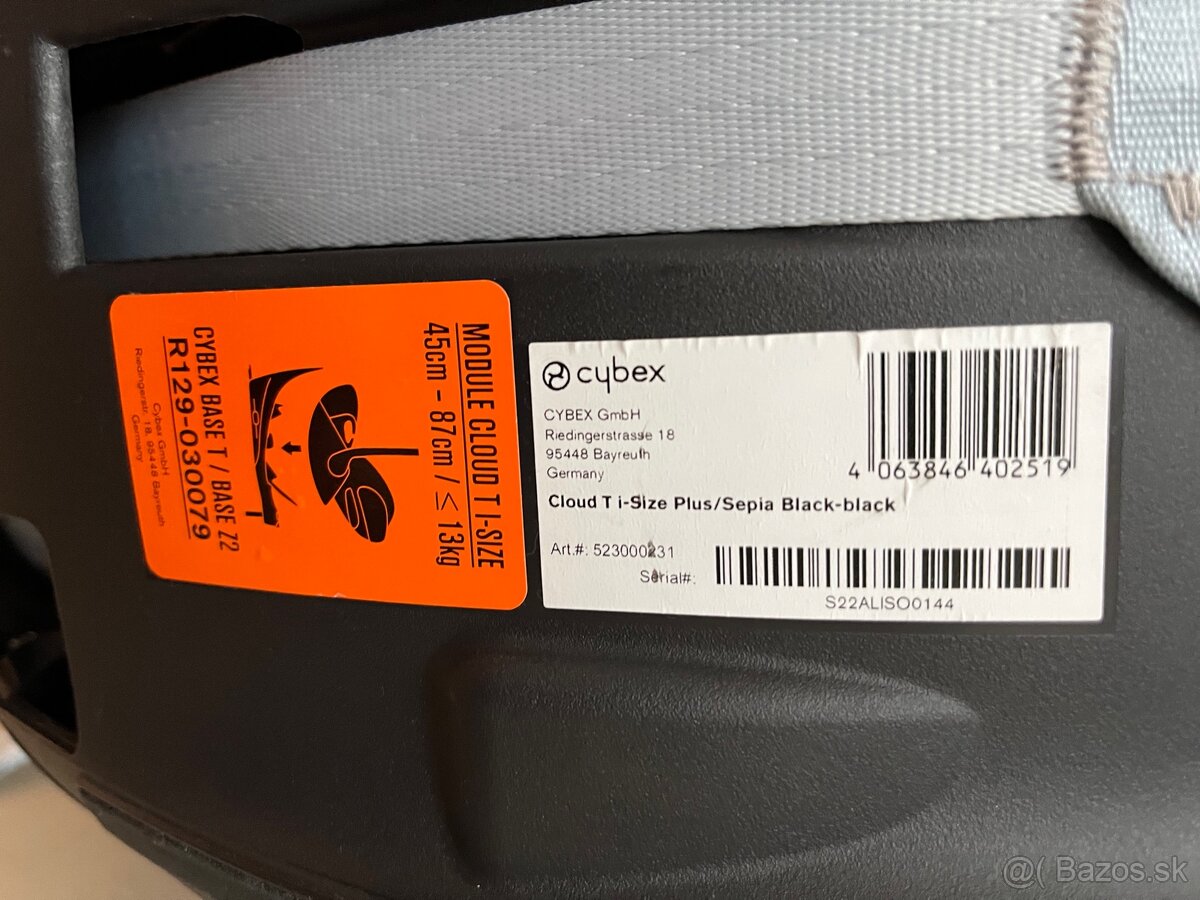 MODULE CLOUD T I-SIZE
45cm - 87cm / ≤ 13kg
CYBEX BASE T / BASE Z2
R129-030079
Cybex GmbH
Riedingerstr. 18, 95448 Bayreuth
Germany
cybex
CYBEX GmbH
Riedingerstrasse 18
95448 Bayreuth
Germany
4 063846 402519
Cloud T i-Size Plus/Sepia Black-black
Art.#: 523000231
Serial#:
S22ALISO0144
@( Bazos.sk